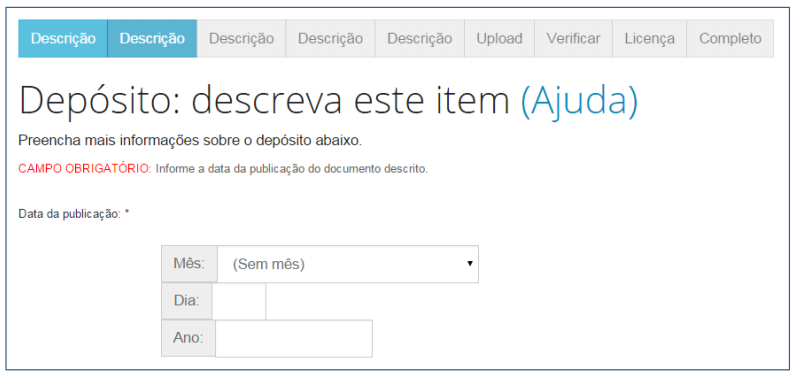 Descrição Descrição Descrição Descrição Descrição Upload Verificar Licença Completo
Depósito: descreva este item (Ajuda)
Preencha mais informações sobre o depósito abaixo.
CAMPO OBRIGATÓRIO: Informe a data da publicação do documento descrito.
Data da publicação: *
Mês: (Sem mês)
Dia:
Ano: